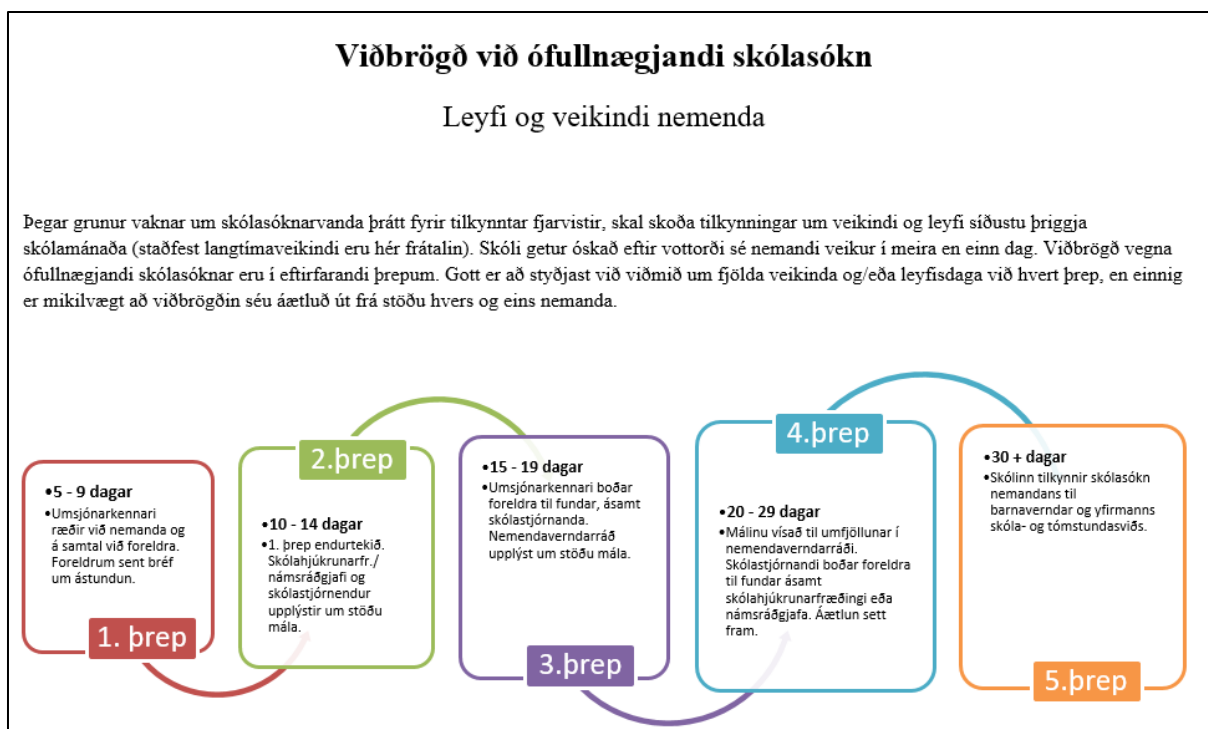 Viðbrögð við ófullnægjandi skólasókn
Leyfi og veikindi nemenda
Þegar grunur vaknar um skólasóknarvanda þrátt fyrir tilkynntar fjarvistir, skal skoða tilkynningar um veikindi og leyfi síðustu þriggja
skólamánaða (staðfest langtímaveikindi eru hér frátalin). Skóli getur óskað eftir vottorði sé nemandi veikur í meira en einn dag. Viðbrögð vegna
ófullnægjandi skólasóknar eru í eftirfarandi þrepum. Gott er að styðjast við viðmið um fjölda veikinda og/eða leyfisdaga við hvert þrep, en einnig
er mikilvægt að viðbrögðin séu áætluð út frá stöðu hvers og eins nemanda.
•5 - 9 dagar
•Umsjónarkennari
ræðir við nemanda og
á samtal við foreldra.
Foreldrum sent bréf
um ástundun.
1. þrep
2.þrep
•10 - 14 dagar
•1. þrep endurtekið.
Skólahjúkrunarfr./
námsráðgjafi og
skólastjórnendur
upplýstir um stöðu
mála.
•15 - 19 dagar
•Umsjónarkennari boðar
foreldra til fundar, ásamt
skólastjórnanda.
Nemendaverndarráð
upplýst um stöðu mála.
3.þrep
4.þrep
•20 - 29 dagar
•Málinu vísað til umfjöllunar í
nemendaverndarráði.
Skólastjórnandi boðar foreldra
til fundar ásamt
skólahjúkrunarfræðingi eða
námsráðgjafa. Áætlun sett
fram.
•30 + dagar
•Skólinn tilkynnir skólasókn
nemandans til
barnaverndar og yfirmanns
skóla- og tómstundasviðs.
5.þrep